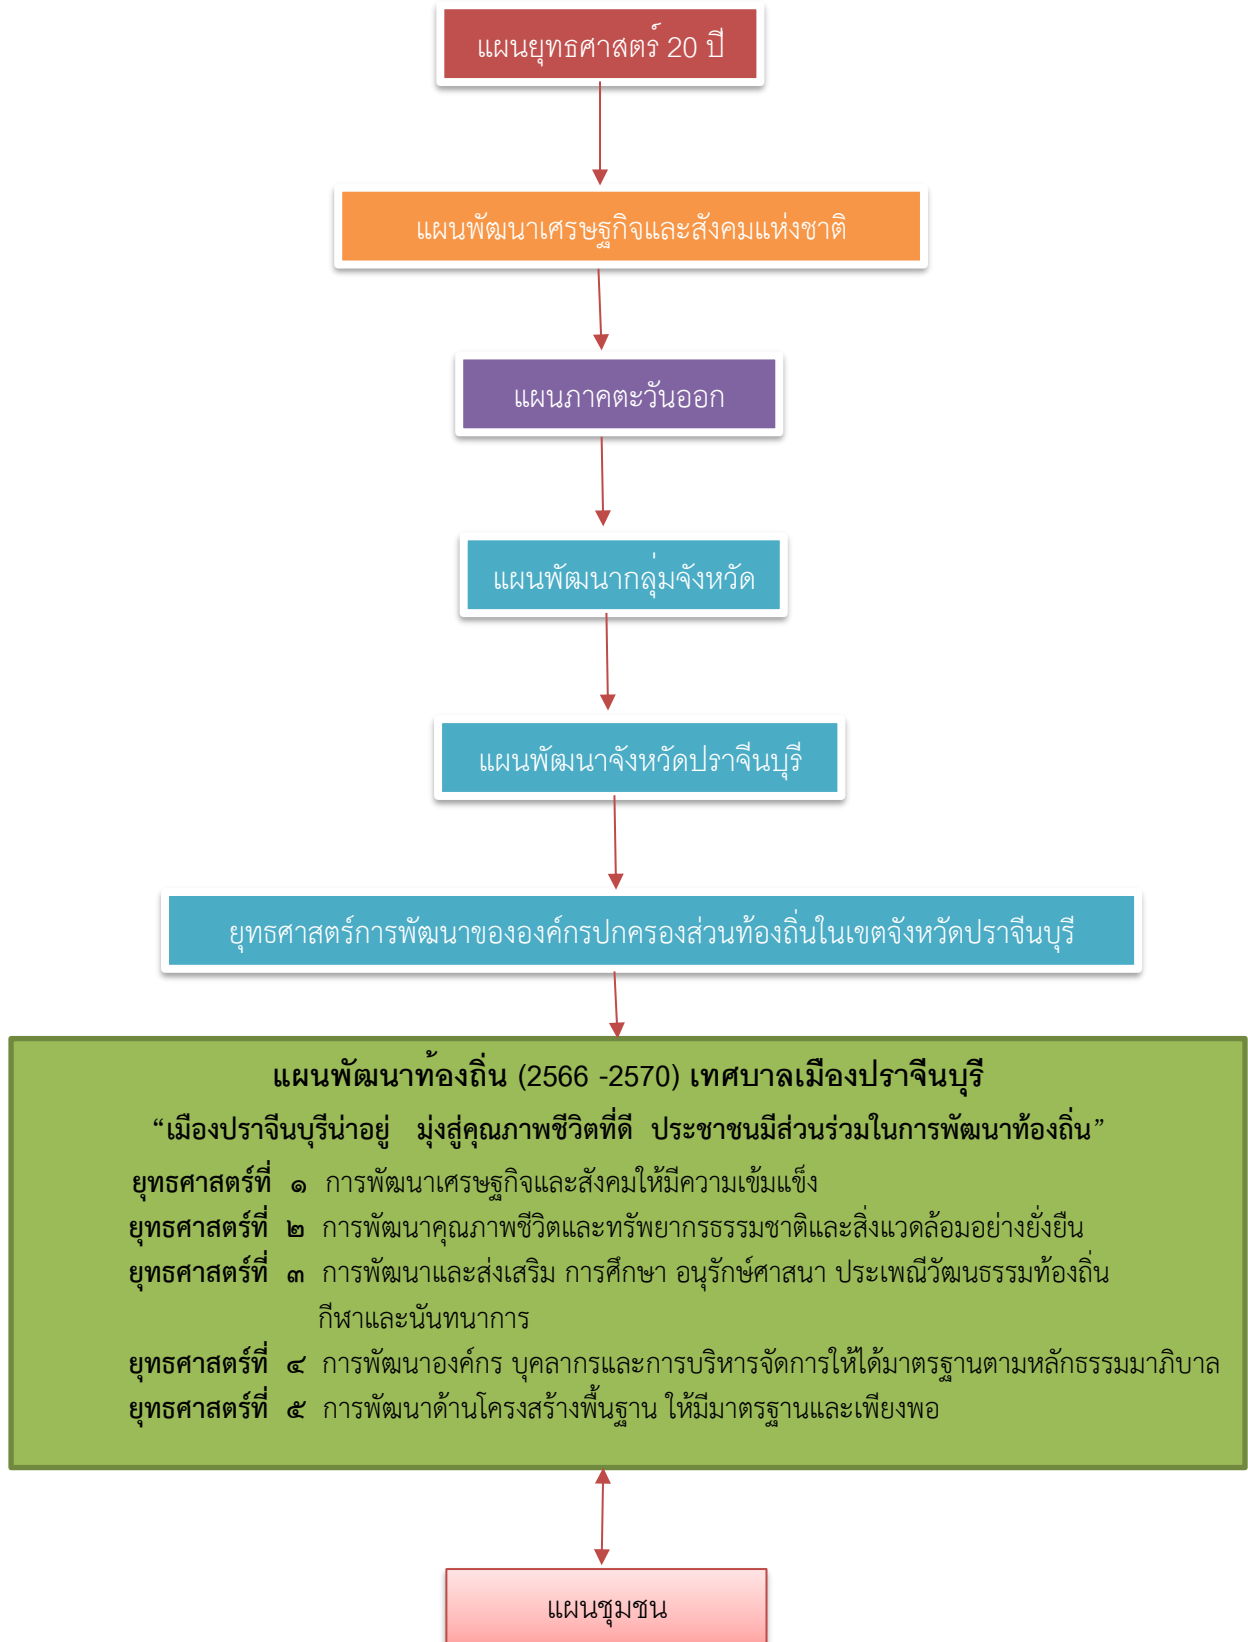 แผนยุทธศาสตร์ 20 ปี
แผนพัฒนาเศรษฐกิจและสังคมแห่งชาติ
แผนภาคตะวันออก
แผนพัฒนากลุ่มจังหวัด
แผนพัฒนาจังหวัดปราจีนบุรี
ยุทธศาสตร์การพัฒนาขององค์กรปกครองส่วนท้องถิ่นในเขตจังหวัดปราจีนบุรี
แผนพัฒนาท้องถิ่น (2566 -2570) เทศบาลเมืองปราจีนบุรี
“เมืองปราจีนบุรีน่าอยู่ มุ่งสู่คุณภาพชีวิตที่ดี ประชาชนมีส่วนร่วมในการพัฒนาท้องถิ่น”
ยุทธศาสตร์ที่ ๑ การพัฒนาเศรษฐกิจและสังคมให้มีความเข้มแข็ง
ยุทธศาสตร์ที่ ๒ การพัฒนาคุณภาพชีวิตและทรัพยากรธรรมชาติและสิ่งแวดล้อมอย่างยั่งยืน
ยุทธศาสตร์ที่ ๓ การพัฒนาและส่งเสริม การศึกษา อนุรักษ์ศาสนา ประเพณีวัฒนธรรมท้องถิ่น
กีฬาและนันทนาการ
ยุทธศาสตร์ที่ ๔ การพัฒนาองค์กร บุคลากรและการบริหารจัดการให้ได้มาตรฐานตามหลักธรรมมาภิบาล
ยุทธศาสตร์ที่ ๕ การพัฒนาด้านโครงสร้างพื้นฐาน ให้มีมาตรฐานและเพียงพอ
แผนชุมชน